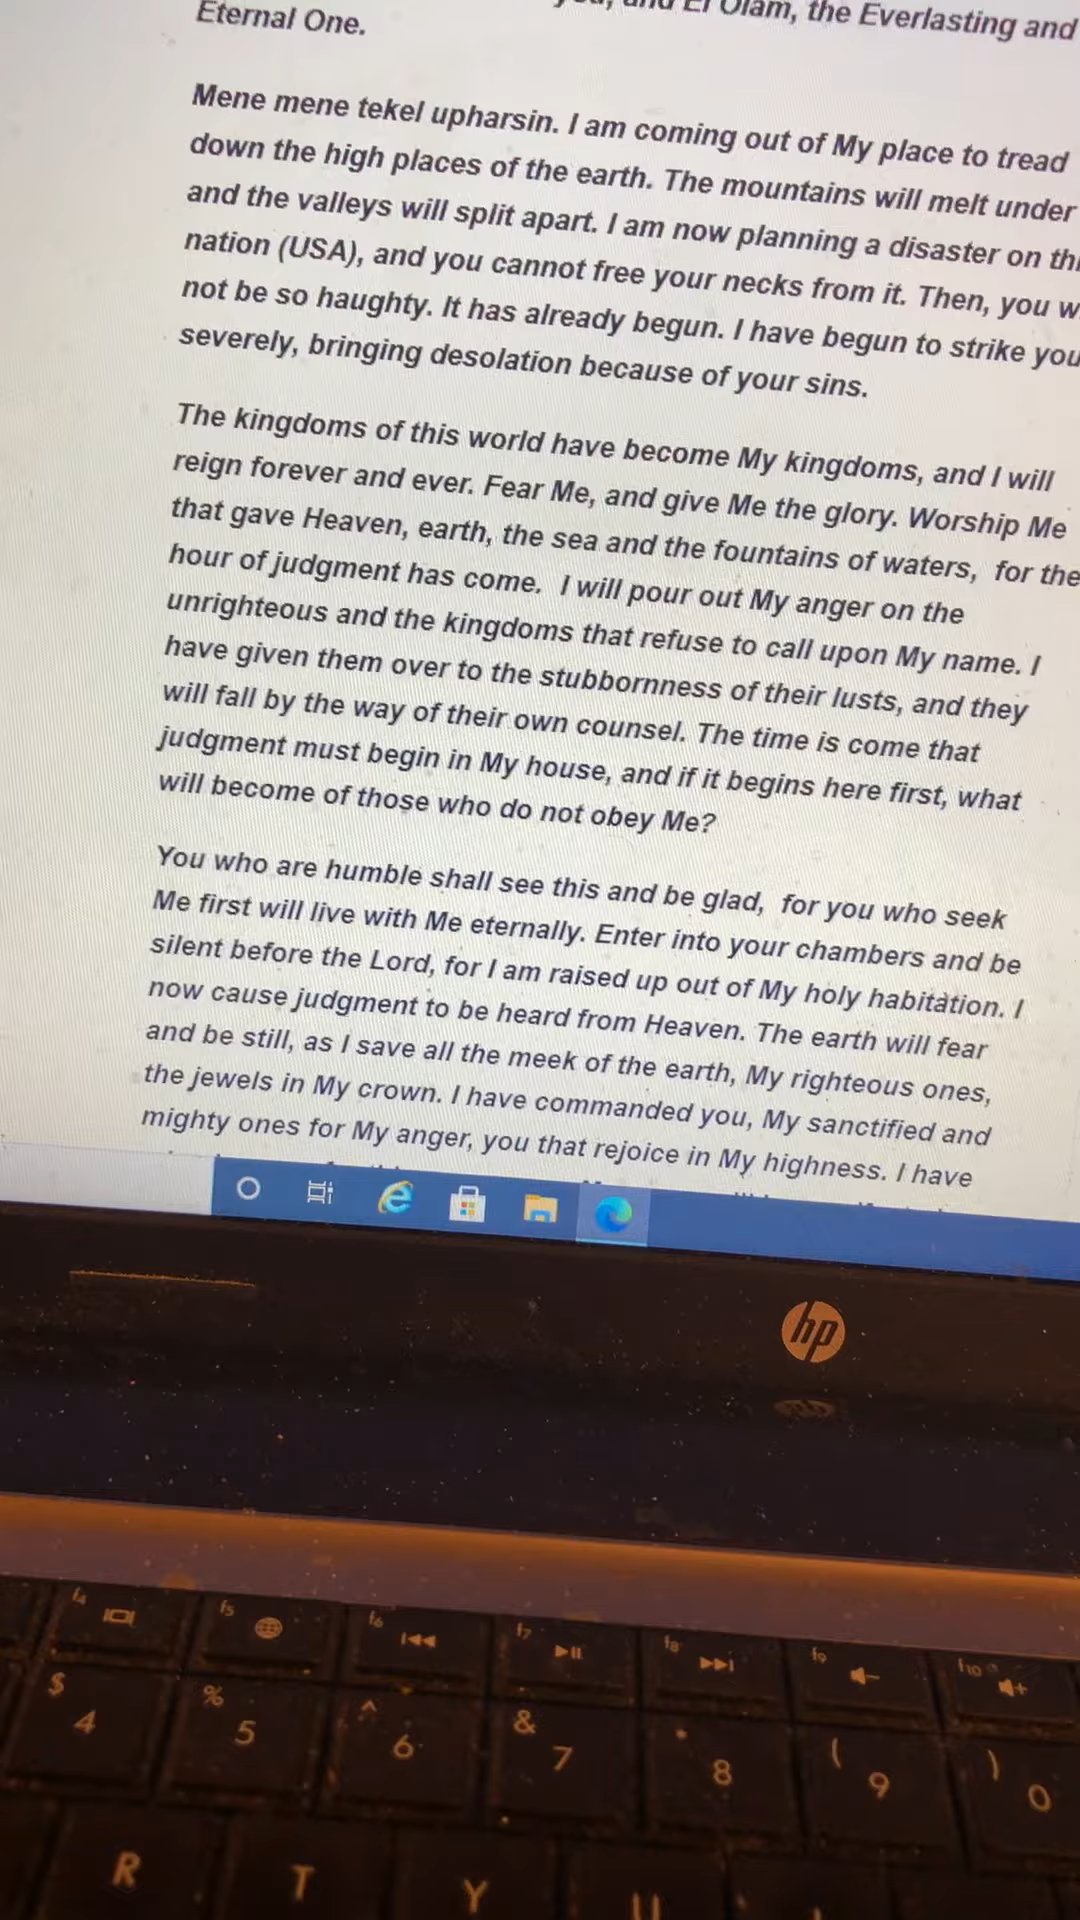 El Olam, the Everlasting and
Eternal One.
Mene mene tekel upharsin. I am coming out of My place to tread
down the high places of the earth. The mountains will melt under
and the valleys will split apart. I am now planning a disaster on
nation (USA), and you cannot free your necks from it. Then, you
not be so haughty. It has already begun. I have begun to strike you
severely, bringing desolation because of your sins.
The kingdoms of this world have become My kingdoms, and I will
reign forever and ever. Fear Me, and give Me the glory. Worship Me
that gave Heaven, earth, the sea and the fountains of waters, for the
hour of judgment has come. I will pour out My anger on the
unrighteous and the kingdoms that refuse to call upon My name. I
have given them over to the stubbornness of their lusts, and they
will fall by the way of their own counsel. The time is come that
judgment must begin in My house, and if it begins here first, what
will become of those who do not obey Me?
You who are humble shall see this and be glad, for you who seek
Me first will live with Me eternally. Enter into your chambers and be
silent before the Lord, for I am raised up out of My holy habitation. I
now cause judgment to be heard from Heaven. The earth will fear
and be still, as I save all the meek of the earth, My righteous ones,
the jewels in My crown. I have commanded you, My sanctified and
mighty ones for My anger, you that rejoice in My highness. I have
hp
f4 f5 f6 f7 f8 f9 f10
$ % ^ & * ( )
4 5 6 7 8 9 0
R T Y U